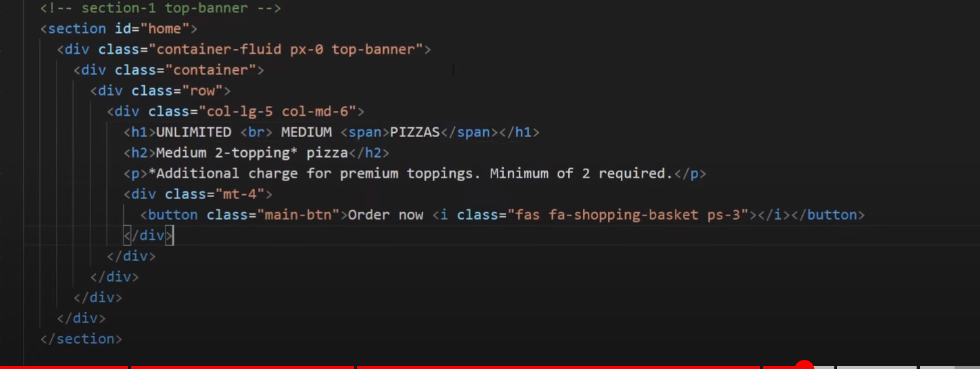 <!-- section-1 top-banner -->
<section id="home">
<div class="container-fluid px-0 top-banner">
<div class="container">
<div class="row">
<div class="col-lg-5 col-md-6">
<h1>UNLIMITED <br> MEDIUM <span>PIZZAS</span></h1>
<h2>Medium 2-topping* pizza</h2>
<p>*Additional charge for premium toppings. Minimum of 2 required.</p>
<div class="mt-4">
<button class="main-btn">Order now <i class="fas fa-shopping-basket ps-3"></i></button>
</div>
</div>
</div>
</div>
</div>
</section>